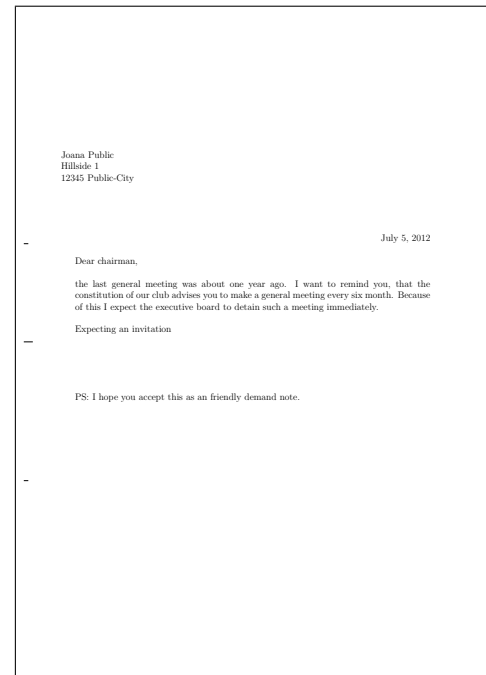 Joana Public
Hillside 1
12345 Public-City
July 5, 2012
Dear chairman,
the last general meeting was about one year ago. I want to remind you, that the
constitution of our club advises you to make a general meeting every six month. Because
of this I expect the executive board to detain such a meeting immediately.
Expecting an invitation
PS: I hope you accept this as an friendly demand note.